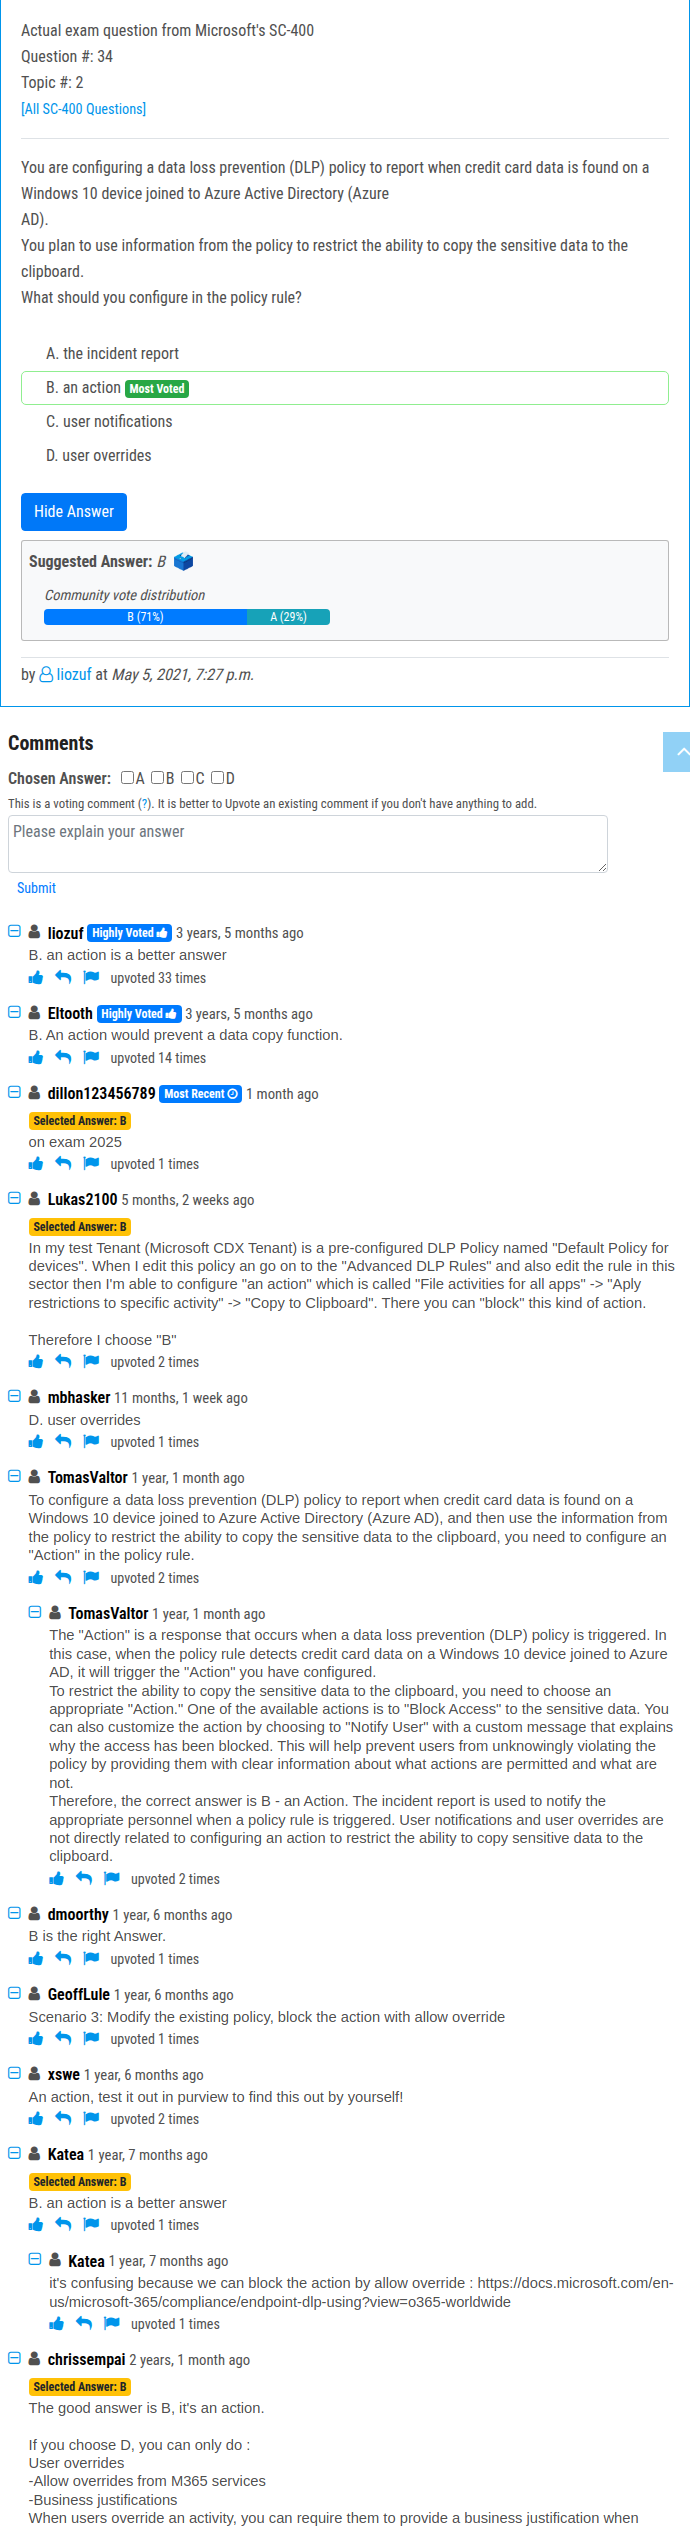 Actual exam question from Microsoft's SC-400
Question #: 34
Topic #: 2
[All SC-400 Questions]
You are configuring a data loss prevention (DLP) policy to report when credit card data is found on a
Windows 10 device joined to Azure Active Directory (Azure
AD).
You plan to use information from the policy to restrict the ability to copy the sensitive data to the
clipboard.
What should you configure in the policy rule?
A. the incident report
B. an action Most Voted
C. user notifications
D. user overrides
Hide Answer
Suggested Answer: B
Community vote distribution
B (71%) A (29%)
by liozuf at May 5, 2021, 7:27 p.m.
Comments
Chosen Answer: A B C D
This is a voting comment (?). It is better to Upvote an existing comment if you don't have anything to add.
Please explain your answer
Submit
liozuf Highly Voted 3 years, 5 months ago
B. an action is a better answer
upvoted 33 times
Eltooth Highly Voted 3 years, 5 months ago
B. An action would prevent a data copy function.
upvoted 14 times
dillon123456789 Most Recent 1 month ago
Selected Answer: B
on exam 2025
upvoted 1 times
Lukas2100 5 months, 2 weeks ago
Selected Answer: B
In my test Tenant (Microsoft CDX Tenant) is a pre-configured DLP Policy named "Default Policy for
devices". When I edit this policy an go on to the "Advanced DLP Rules" and also edit the rule in this
sector then I'm able to configure "an action" which is called "File activities for all apps" -> "Aply
restrictions to specific activity" -> "Copy to Clipboard". There you can "block" this kind of action.
Therefore I choose "B"
upvoted 2 times
mbhasker 11 months, 1 week ago
D. user overrides
upvoted 1 times
TomasValtor 1 year, 1 month ago
To configure a data loss prevention (DLP) policy to report when credit card data is found on a
Windows 10 device joined to Azure Active Directory (Azure AD), and then use the information from
the policy to restrict the ability to copy the sensitive data to the clipboard, you need to configure an
"Action" in the policy rule.
upvoted 2 times
TomasValtor 1 year, 1 month ago
The "Action" is a response that occurs when a data loss prevention (DLP) policy is triggered. In
this case, when the policy rule detects credit card data on a Windows 10 device joined to Azure
AD, it will trigger the "Action" you have configured.
To restrict the ability to copy the sensitive data to the clipboard, you need to choose an
appropriate "Action." One of the available actions is to "Block Access" to the sensitive data. You
can also customize the action by choosing to "Notify User" with a custom message that explains
why the access has been blocked. This will help prevent users from unknowingly violating the
policy by providing them with clear information about what actions are permitted and what are
not.
Therefore, the correct answer is B - an Action. The incident report is used to notify the
appropriate personnel when a policy rule is triggered. User notifications and user overrides are
not directly related to configuring an action to restrict the ability to copy sensitive data to the
clipboard.
upvoted 2 times
dmoorthy 1 year, 6 months ago
B is the right Answer.
upvoted 1 times
GeoffLule 1 year, 6 months ago
Scenario 3: Modify the existing policy, block the action with allow override
upvoted 1 times
xswe 1 year, 6 months ago
An action, test it out in purview to find this out by yourself!
upvoted 2 times
Katea 1 year, 7 months ago
Selected Answer: B
B. an action is a better answer
upvoted 1 times
Katea 1 year, 7 months ago
it's confusing because we can block the action by allow override : https://docs.microsoft.com/en-
us/microsoft-365/compliance/endpoint-dlp-using?view=o365-worldwide
upvoted 1 times
chrissempai 2 years, 1 month ago
Selected Answer: B
The good answer is B, it's an action.
If you choose D, you can only do :
User overrides
-Allow overrides from M365 services
-Business justifications
When users override an activity, you can require them to provide a business justification when